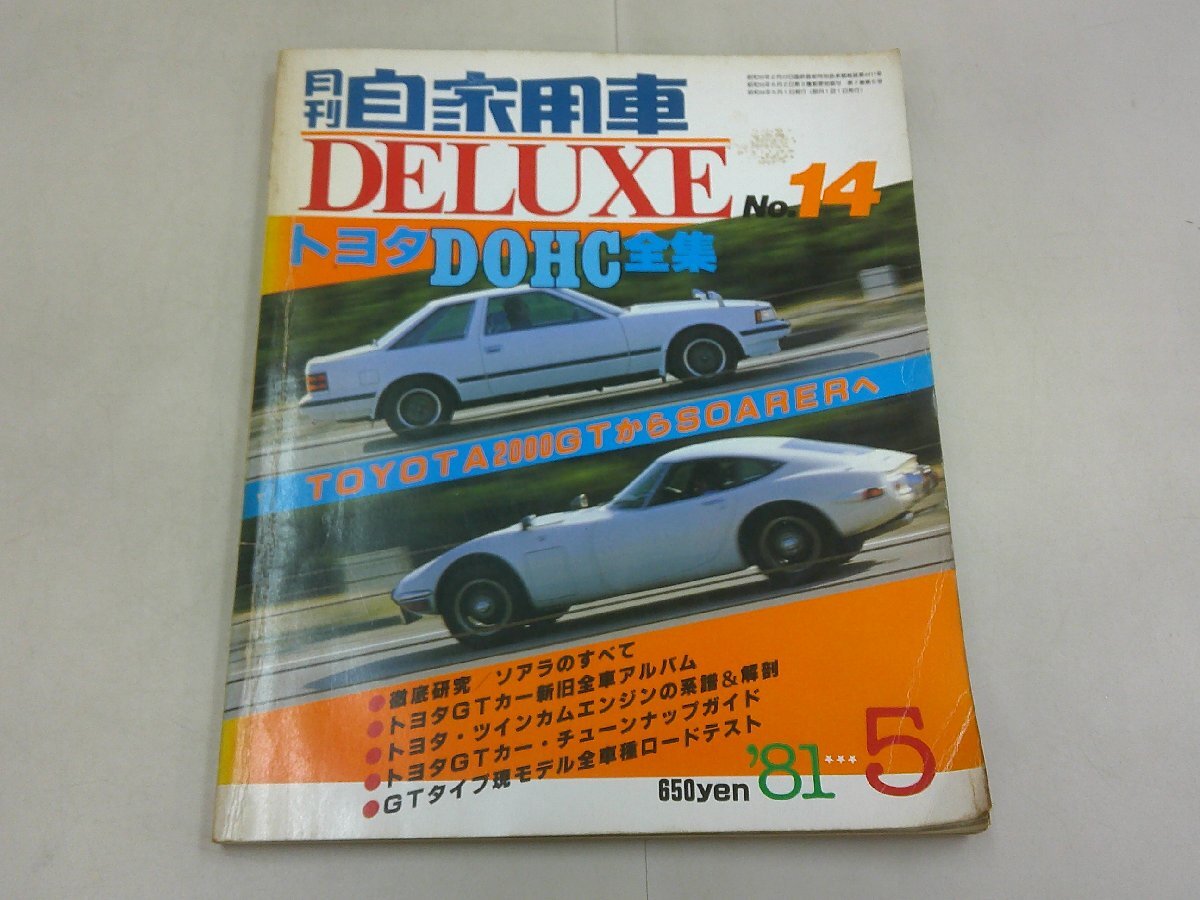 月刊 自家用車
DELUXE No.14
トヨタDOHC全集
TOYOTA2000GTからSOARERへ
●徹底研究/ソアラのすべて
●トヨタGTカー新旧全車アルバム
●トヨタ・ツインカムエンジンの系譜&解剖
●トヨタGTカー・チューンナップガイド
●GTタイプ現モデル全車種ロードテスト
650yen '81 ★★★ 5